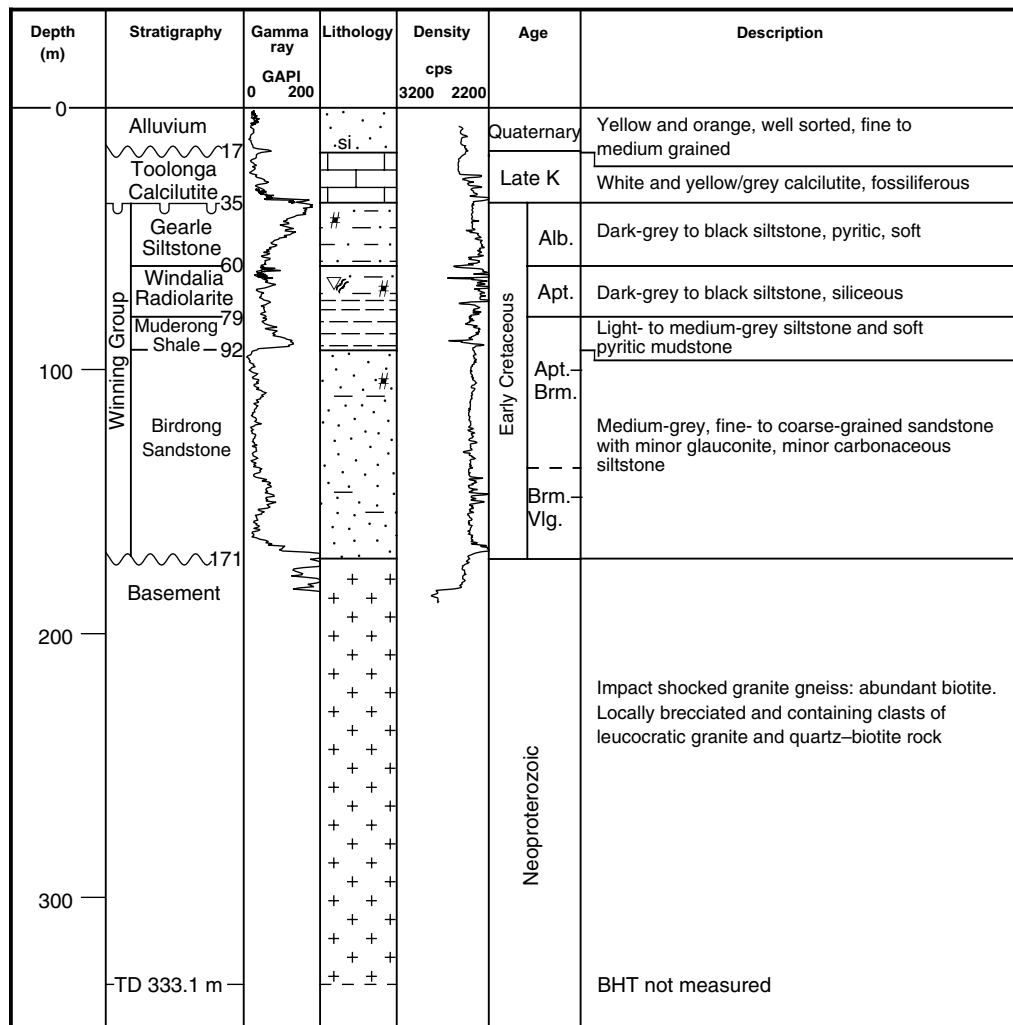 Depth
(m)
Stratigraphy
Gamma
ray
GAPI
0 200
Lithology
Density
cps
3200 2200
Age
Description
0
Alluvium
si
Quaternary
Yellow and orange, well sorted, fine to
medium grained
17
Toolonga
Calcilutite
Late K
White and yellow/grey calcilutite, fossiliferous
35
Winning Group
Gearle
Siltstone
Early Cretaceous
Alb.
Dark-grey to black siltstone, pyritic, soft
60
Windalia
Radiolarite
Apt.
Dark-grey to black siltstone, siliceous
79
Muderong
Shale
Light- to medium-grey siltstone and soft
pyritic mudstone
92
100
Apt.
Brm.
Birdrong
Sandstone
Medium-grey, fine- to coarse-grained sandstone
with minor glauconite, minor carbonaceous
siltstone
Brm.
Vlg.
171
Basement
200
Neoproterozoic
Impact shocked granite gneiss: abundant biotite.
Locally brecciated and containing clasts of
leucocratic granite and quartz–biotite rock
300
TD 333.1 m
BHT not measured